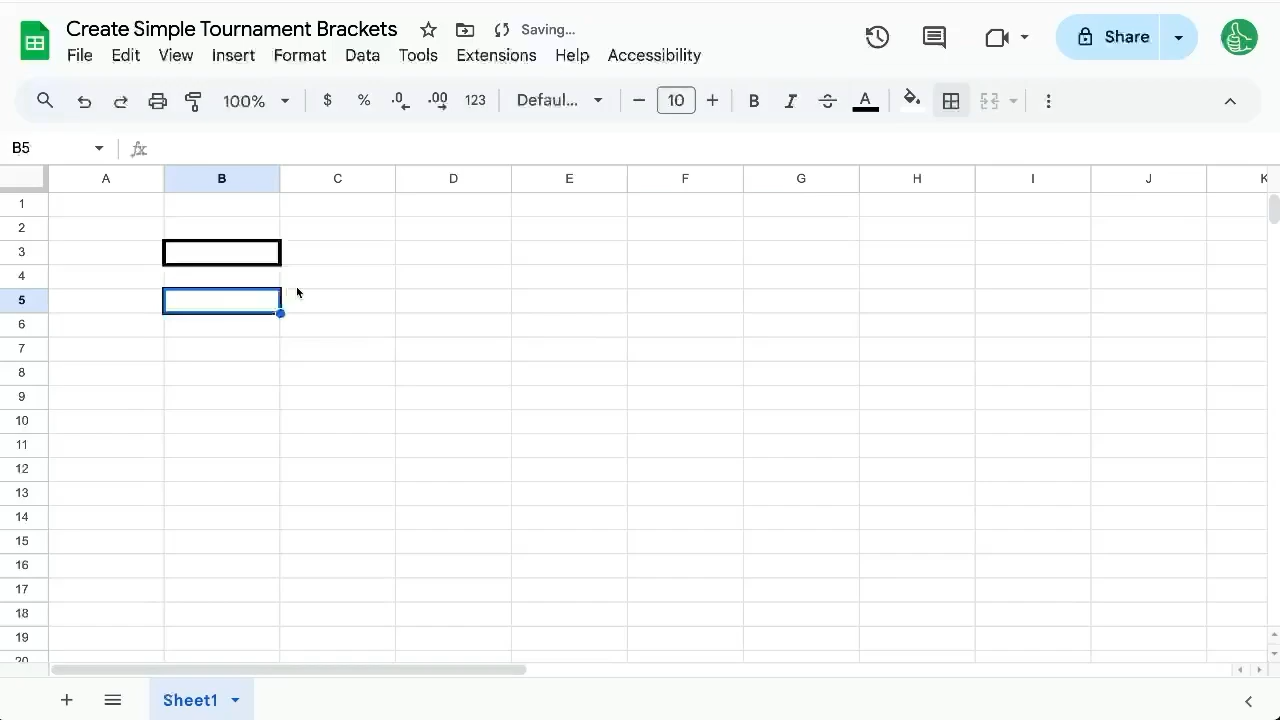 Create Simple Tournament Brackets Saving...
File Edit View Insert Format Data Tools Extensions Help Accessibility
Share
100% $ % .0 .00 123 Defaul... 10 B I S A
B5 fx
A B C D E F G H I J K
1
2
3
4
5
6
7
8
9
10
11
12
13
14
15
16
17
18
19
20
Sheet1